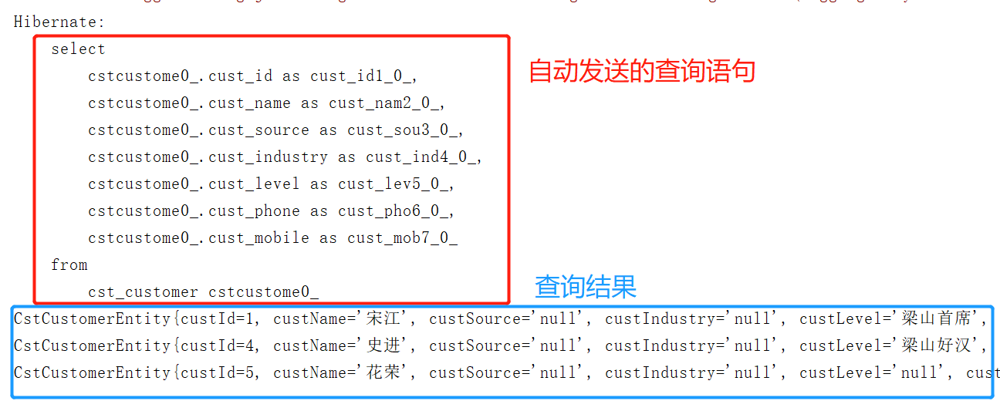 Hibernate:
select
自动发送的查询语句
cstcustome0_.cust_id as cust_id1_0_,
cstcustome0_.cust_name as cust_nam2_0_,
cstcustome0_.cust_source as cust_sou3_0_,
cstcustome0_.cust_industry as cust_ind4_0_,
cstcustome0_.cust_level as cust_lev5_0_,
cstcustome0_.cust_phone as cust_pho6_0_,
cstcustome0_.cust_mobile as cust_mob7_0_
from
cst_customer cstcustome0_
查询结果
CstCustomerEntity{custId=1, custName='宋江', custSource='null', custIndustry='null', custLevel='梁山首席',
CstCustomerEntity{custId=4, custName='史进', custSource='null', custIndustry='null', custLevel='梁山好汉',
CstCustomerEntity{custId=5, custName='花荣', custSource='null', custIndustry='null', custLevel='null', cust